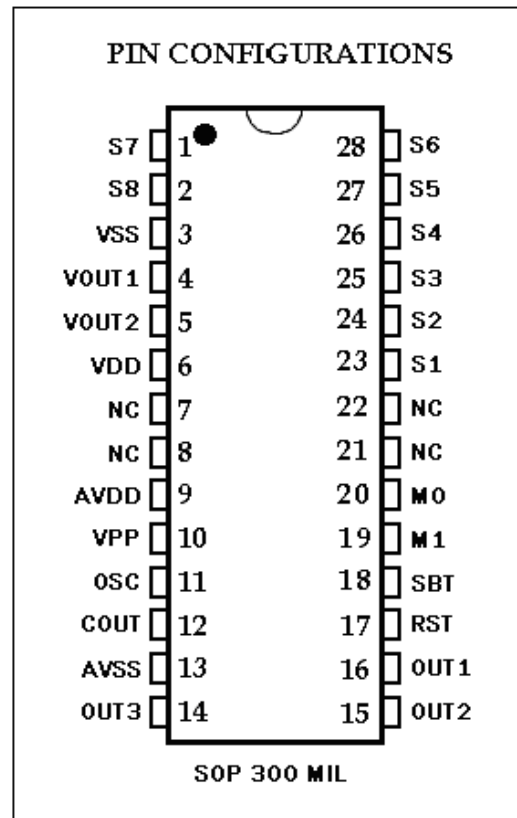 PIN CONFIGURATIONS
S7 1 28 S6
S8 2 27 S5
VSS 3 26 S4
VOUT1 4 25 S3
VOUT2 5 24 S2
VDD 6 23 S1
NC 7 22 NC
NC 8 21 NC
AVDD 9 20 M0
VPP 10 19 M1
OSC 11 18 SBT
COUT 12 17 RST
AVSS 13 16 OUT1
OUT3 14 15 OUT2
SOP 300 MIL